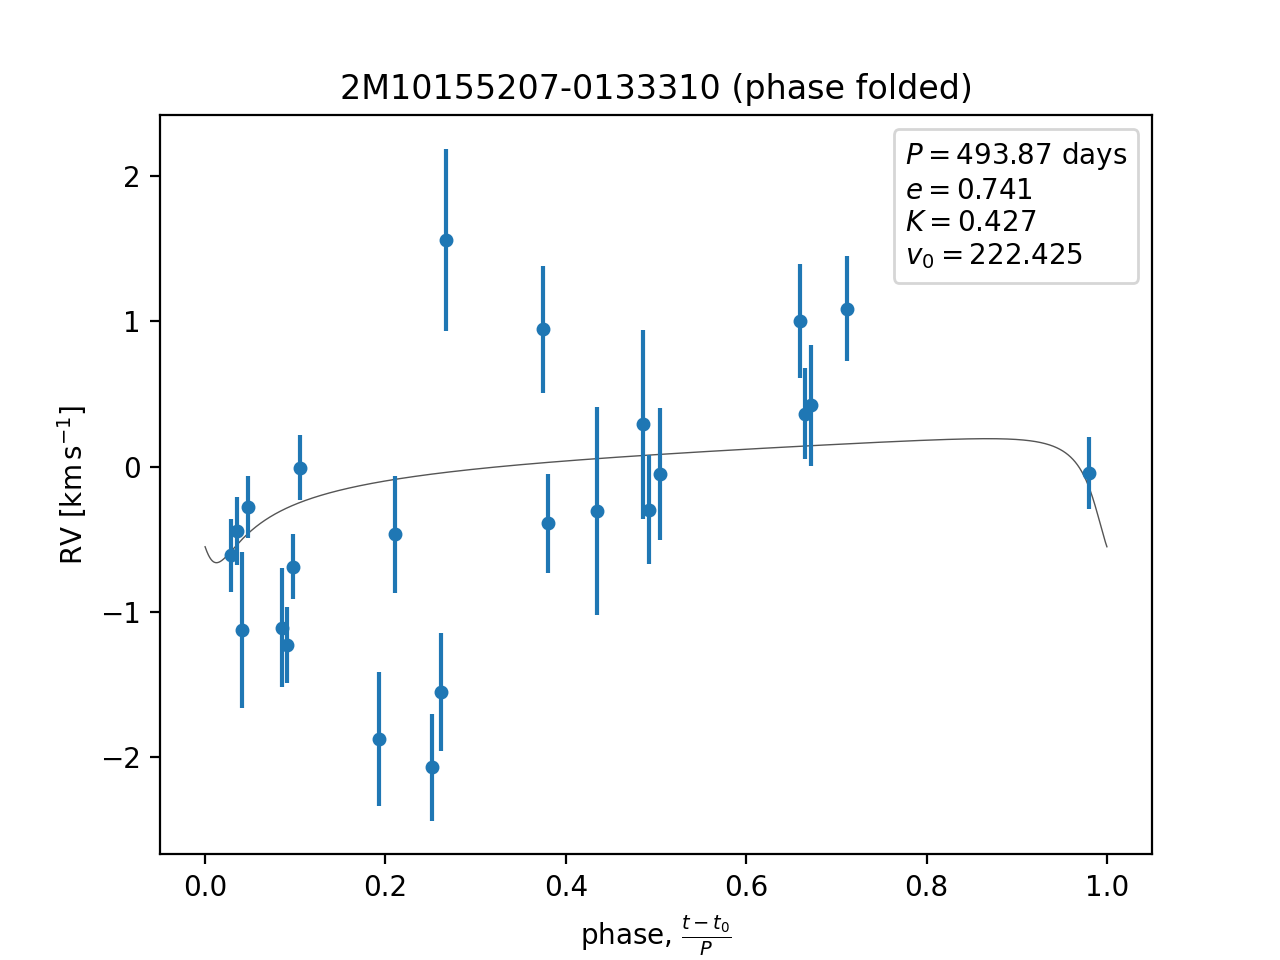 2M10155207-0133310 (phase folded)
P = 493.87 days
e = 0.741
K = 0.427
v₀ = 222.425
RV [km s⁻¹]
2
1
0
−1
−2
0.0 0.2 0.4 0.6 0.8 1.0
phase, (t − t₀)/P